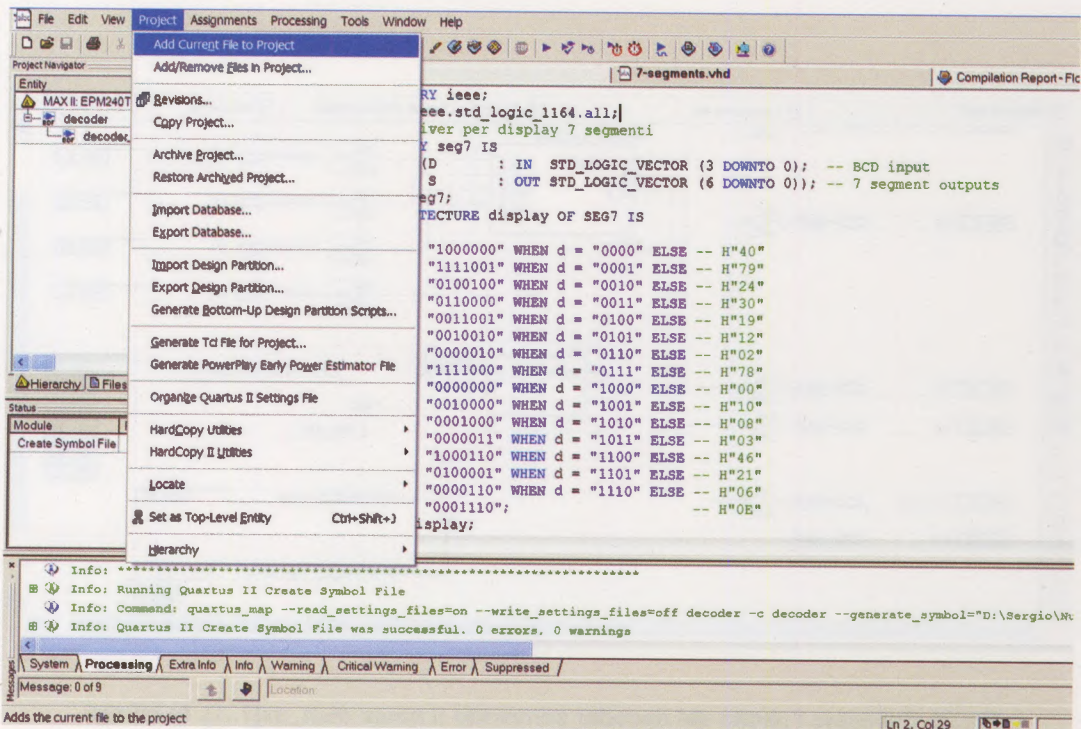 File Edit View Project Assignments Processing Tools Window Help
Project Navigator
Entity
MAX II: EPM240T
decoder
decoder_
Hierarchy Files
Status
Module
Create Symbol File
Add Current File to Project
Add/Remove Files in Project...
Revisions...
Copy Project...
Archive Project...
Restore Archived Project...
Import Database...
Export Database...
Import Design Partition...
Export Design Partition...
Generate Bottom-Up Design Partition Scripts...
Generate Tcl File for Project...
Generate PowerPlay Early Power Estimator File
Organize Quartus II Settings File
HardCopy Utilities
HardCopy II Utilities
Locate
Set as Top-Level Entity Ctrl+Shift+J
Hierarchy
7-segments.vhd
Compilation Report - Flo
RY ieee;
eee.std_logic_1164.all;
iver per display 7 segmenti
Y seg7 IS
(D : IN STD_LOGIC_VECTOR (3 DOWNTO 0); -- BCD input
S : OUT STD_LOGIC_VECTOR (6 DOWNTO 0)); -- 7 segment outputs
eg7;
TECTURE display OF SEG7 IS
"1000000" WHEN d = "0000" ELSE -- H"40"
"1111001" WHEN d = "0001" ELSE -- H"79"
"0100100" WHEN d = "0010" ELSE -- H"24"
"0110000" WHEN d = "0011" ELSE -- H"30"
"0011001" WHEN d = "0100" ELSE -- H"19"
"0010010" WHEN d = "0101" ELSE -- H"12"
"0000010" WHEN d = "0110" ELSE -- H"02"
"1111000" WHEN d = "0111" ELSE -- H"78"
"0000000" WHEN d = "1000" ELSE -- H"00"
"0010000" WHEN d = "1001" ELSE -- H"10"
"0001000" WHEN d = "1010" ELSE -- H"08"
"0000011" WHEN d = "1011" ELSE -- H"03"
"1000110" WHEN d = "1100" ELSE -- H"46"
"0100001" WHEN d = "1101" ELSE -- H"21"
"0000110" WHEN d = "1110" ELSE -- H"06"
"0001110"; -- H"0E"
isplay;
Info: *******************************************************************
Info: Running Quartus II Create Symbol File
Info: Command: quartus_map --read_settings_files=on --write_settings_files=off decoder -c decoder --generate_symbol="D:\Sergio\Nu
Info: Quartus II Create Symbol File was successful. 0 errors, 0 warnings
System Processing Extra Info Info Warning Critical Warning Error Suppressed
Messages
Message: 0 of 9
Location:
Adds the current file to the project
Ln 2, Col 29